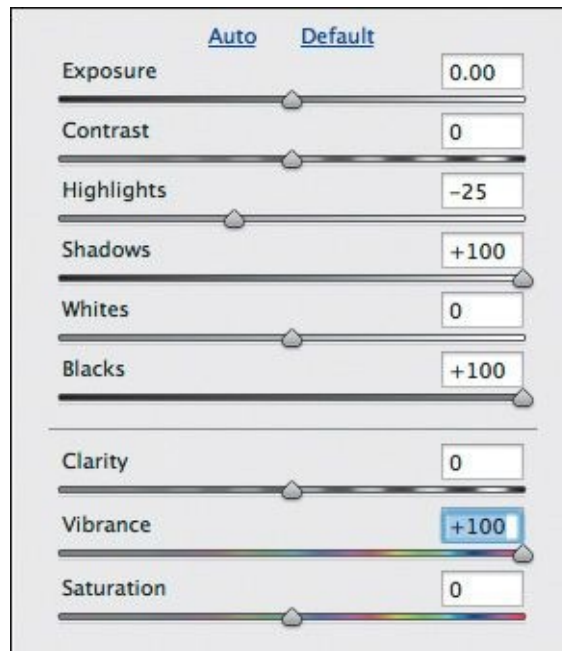 Auto Default
Exposure 0.00
Contrast 0
Highlights -25
Shadows +100
Whites 0
Blacks +100
Clarity 0
Vibrance +100
Saturation 0